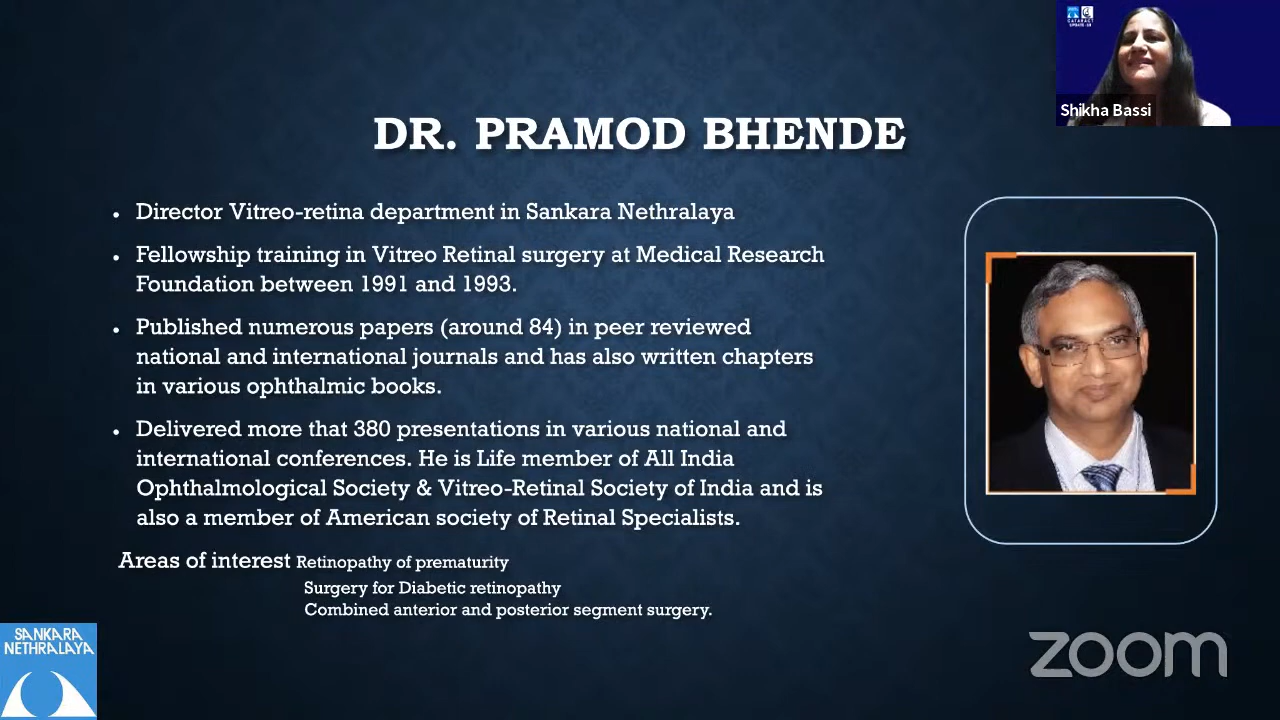 CATARACT
Shikha Bassi
DR. PRAMOD BHENDE
• Director Vitreo-retina department in Sankara Nethralaya
• Fellowship training in Vitreo Retinal surgery at Medical Research
Foundation between 1991 and 1993.
• Published numerous papers (around 84) in peer reviewed
national and international journals and has also written chapters
in various ophthalmic books.
• Delivered more that 380 presentations in various national and
international conferences. He is Life member of All India
Ophthalmological Society & Vitreo-Retinal Society of India and is
also a member of American society of Retinal Specialists.
Areas of interest Retinopathy of prematurity
Surgery for Diabetic retinopathy
Combined anterior and posterior segment surgery.
SANKARA
NETHRALAYA
zoom